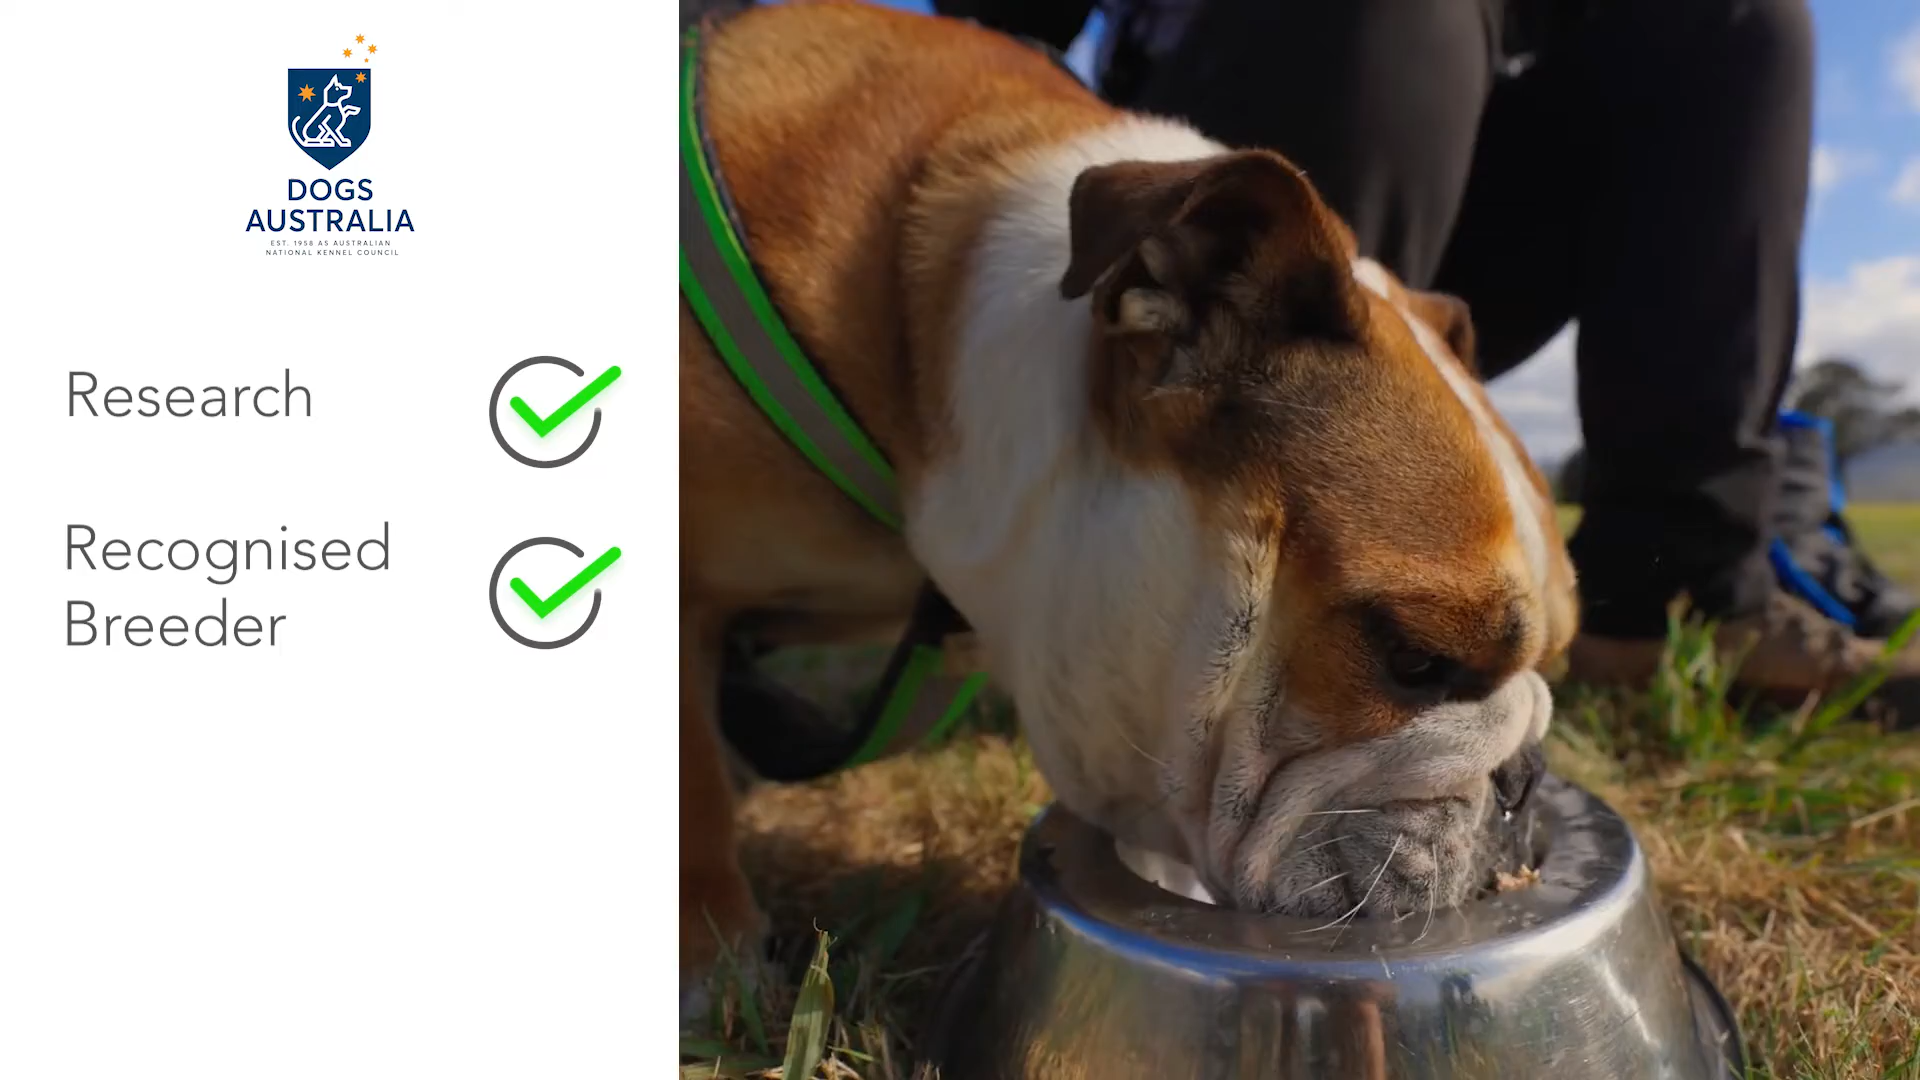 DOGS
AUSTRALIA
EST. 1958 AS AUSTRALIAN
NATIONAL KENNEL COUNCIL
Research
Recognised
Breeder